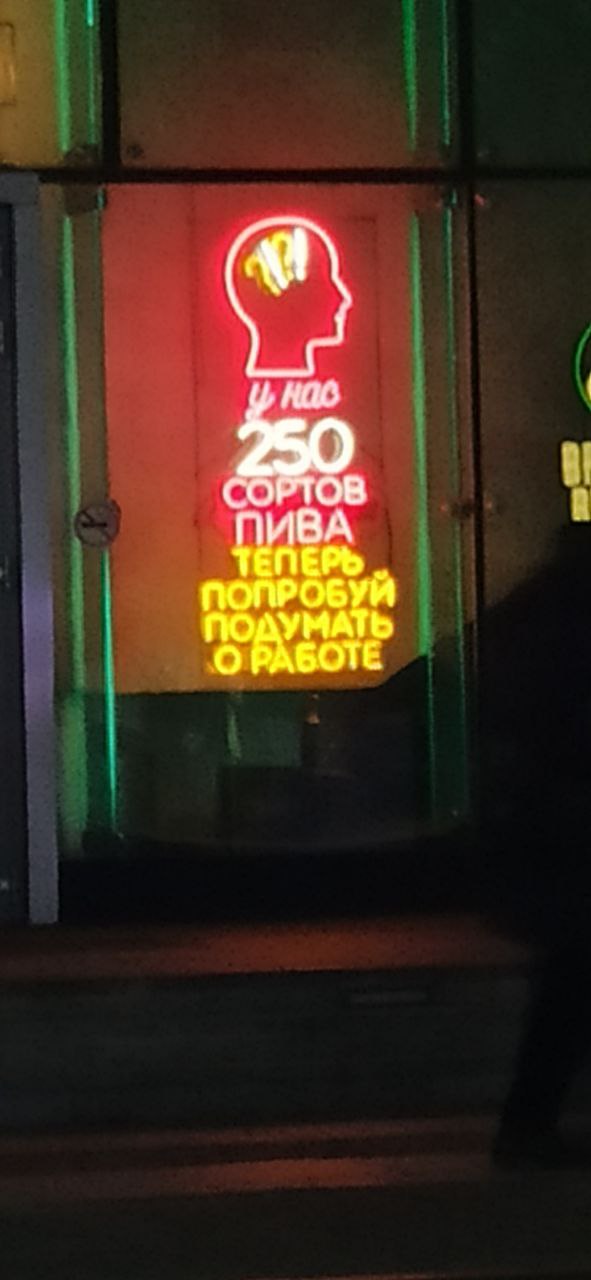 ??!
у нас
250
СОРТОВ
ПИВА
ТЕПЕРЬ
ПОПРОБУЙ
ПОДУМАТЬ
О РАБОТЕ